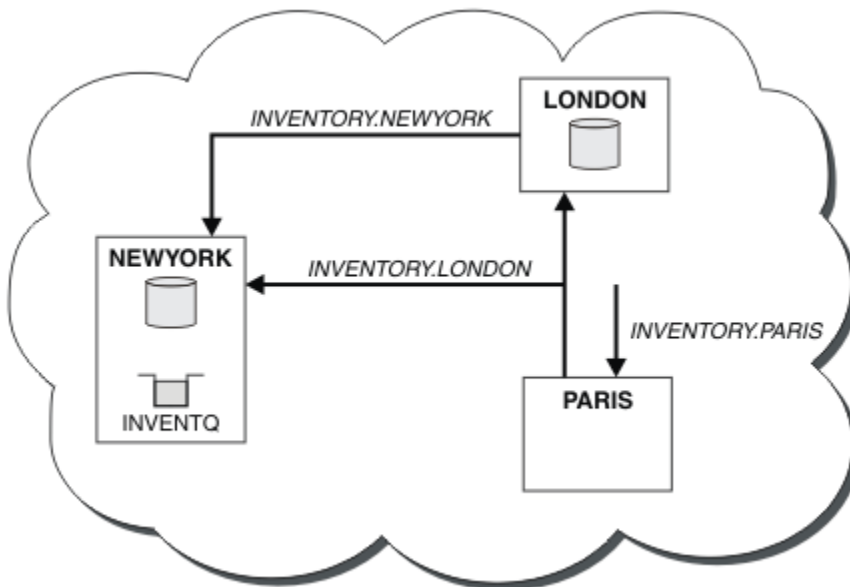 LONDON
INVENTORY.NEWYORK
NEWYORK
INVENTORY.LONDON
INVENTORY.PARIS
PARIS
INVENTQ